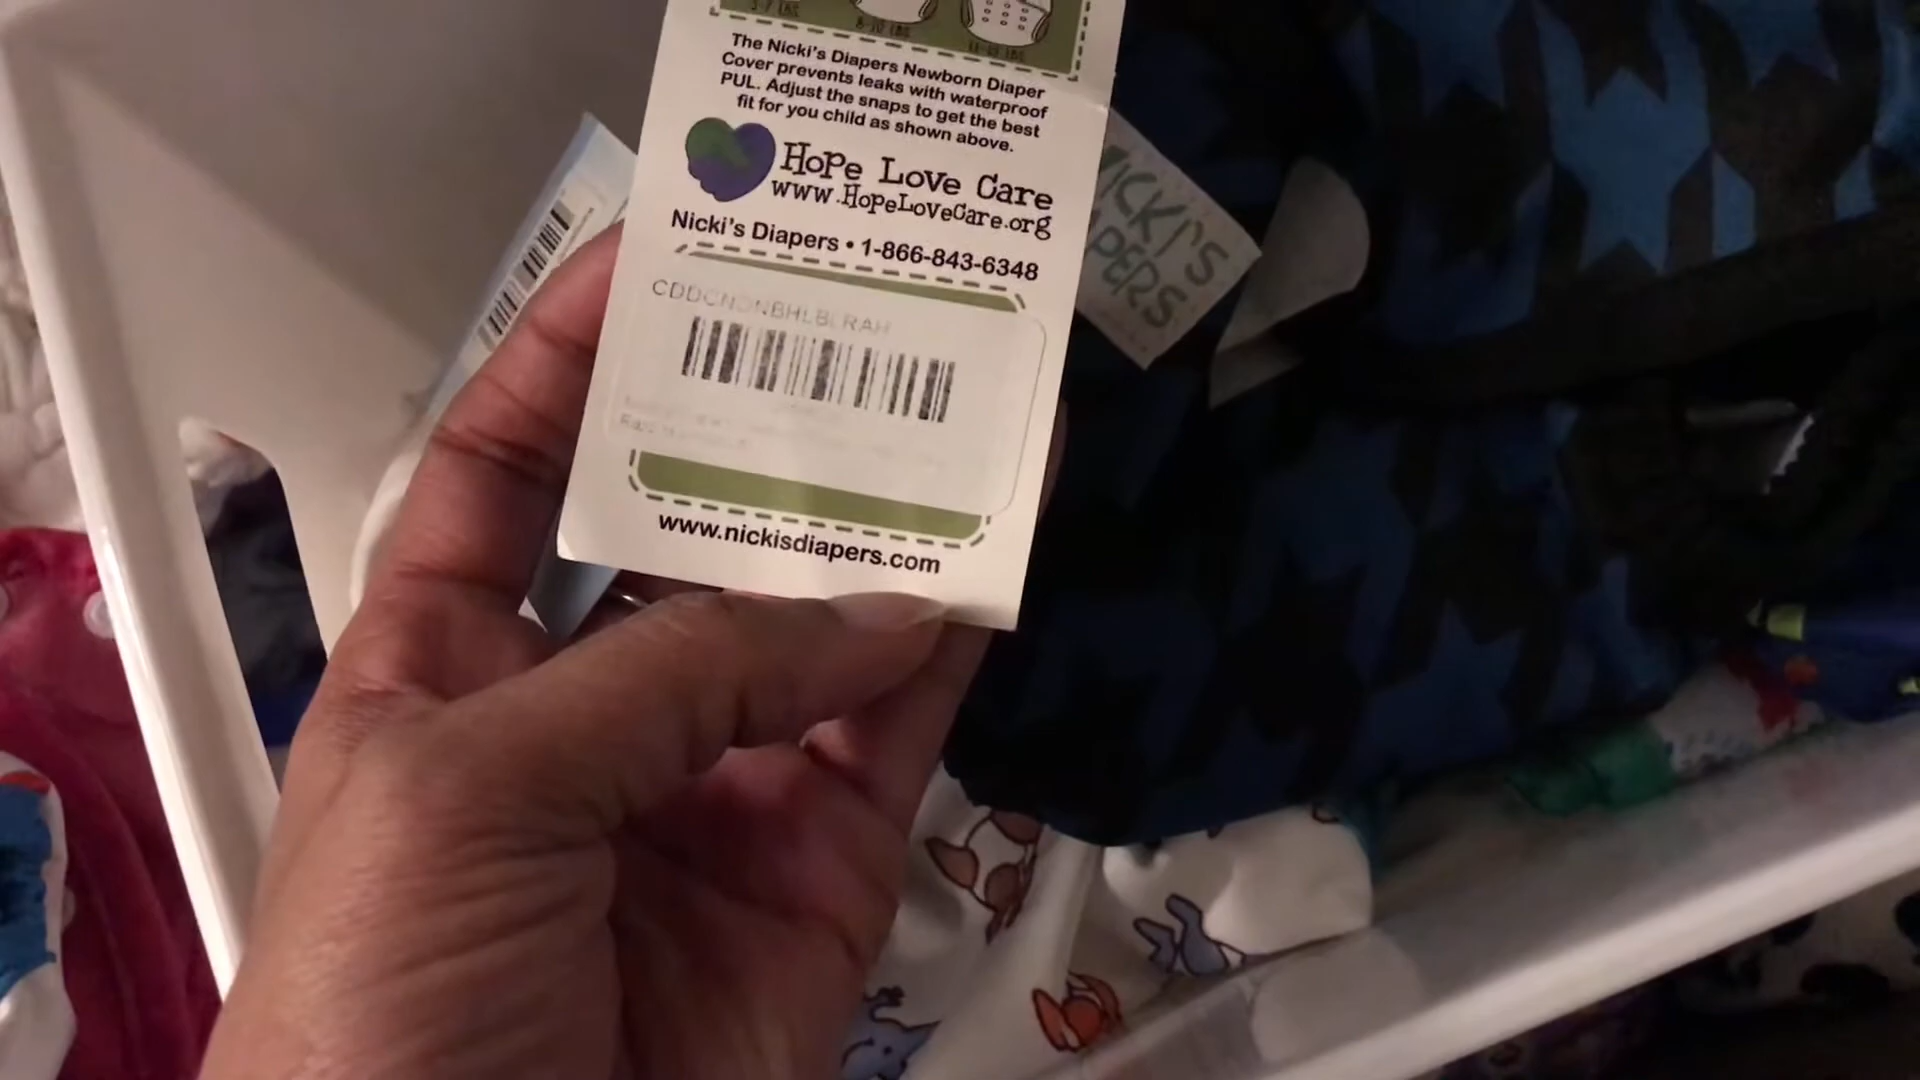 The Nicki's Diapers Newborn Diaper
Cover prevents leaks with waterproof
PUL. Adjust the snaps to get the best
fit for you child as shown above.
HoPe LoVe Care
www.HopeLoveCare.org
Nicki's Diapers • 1-866-843-6348
www.nickisdiapers.com
NICKI'S